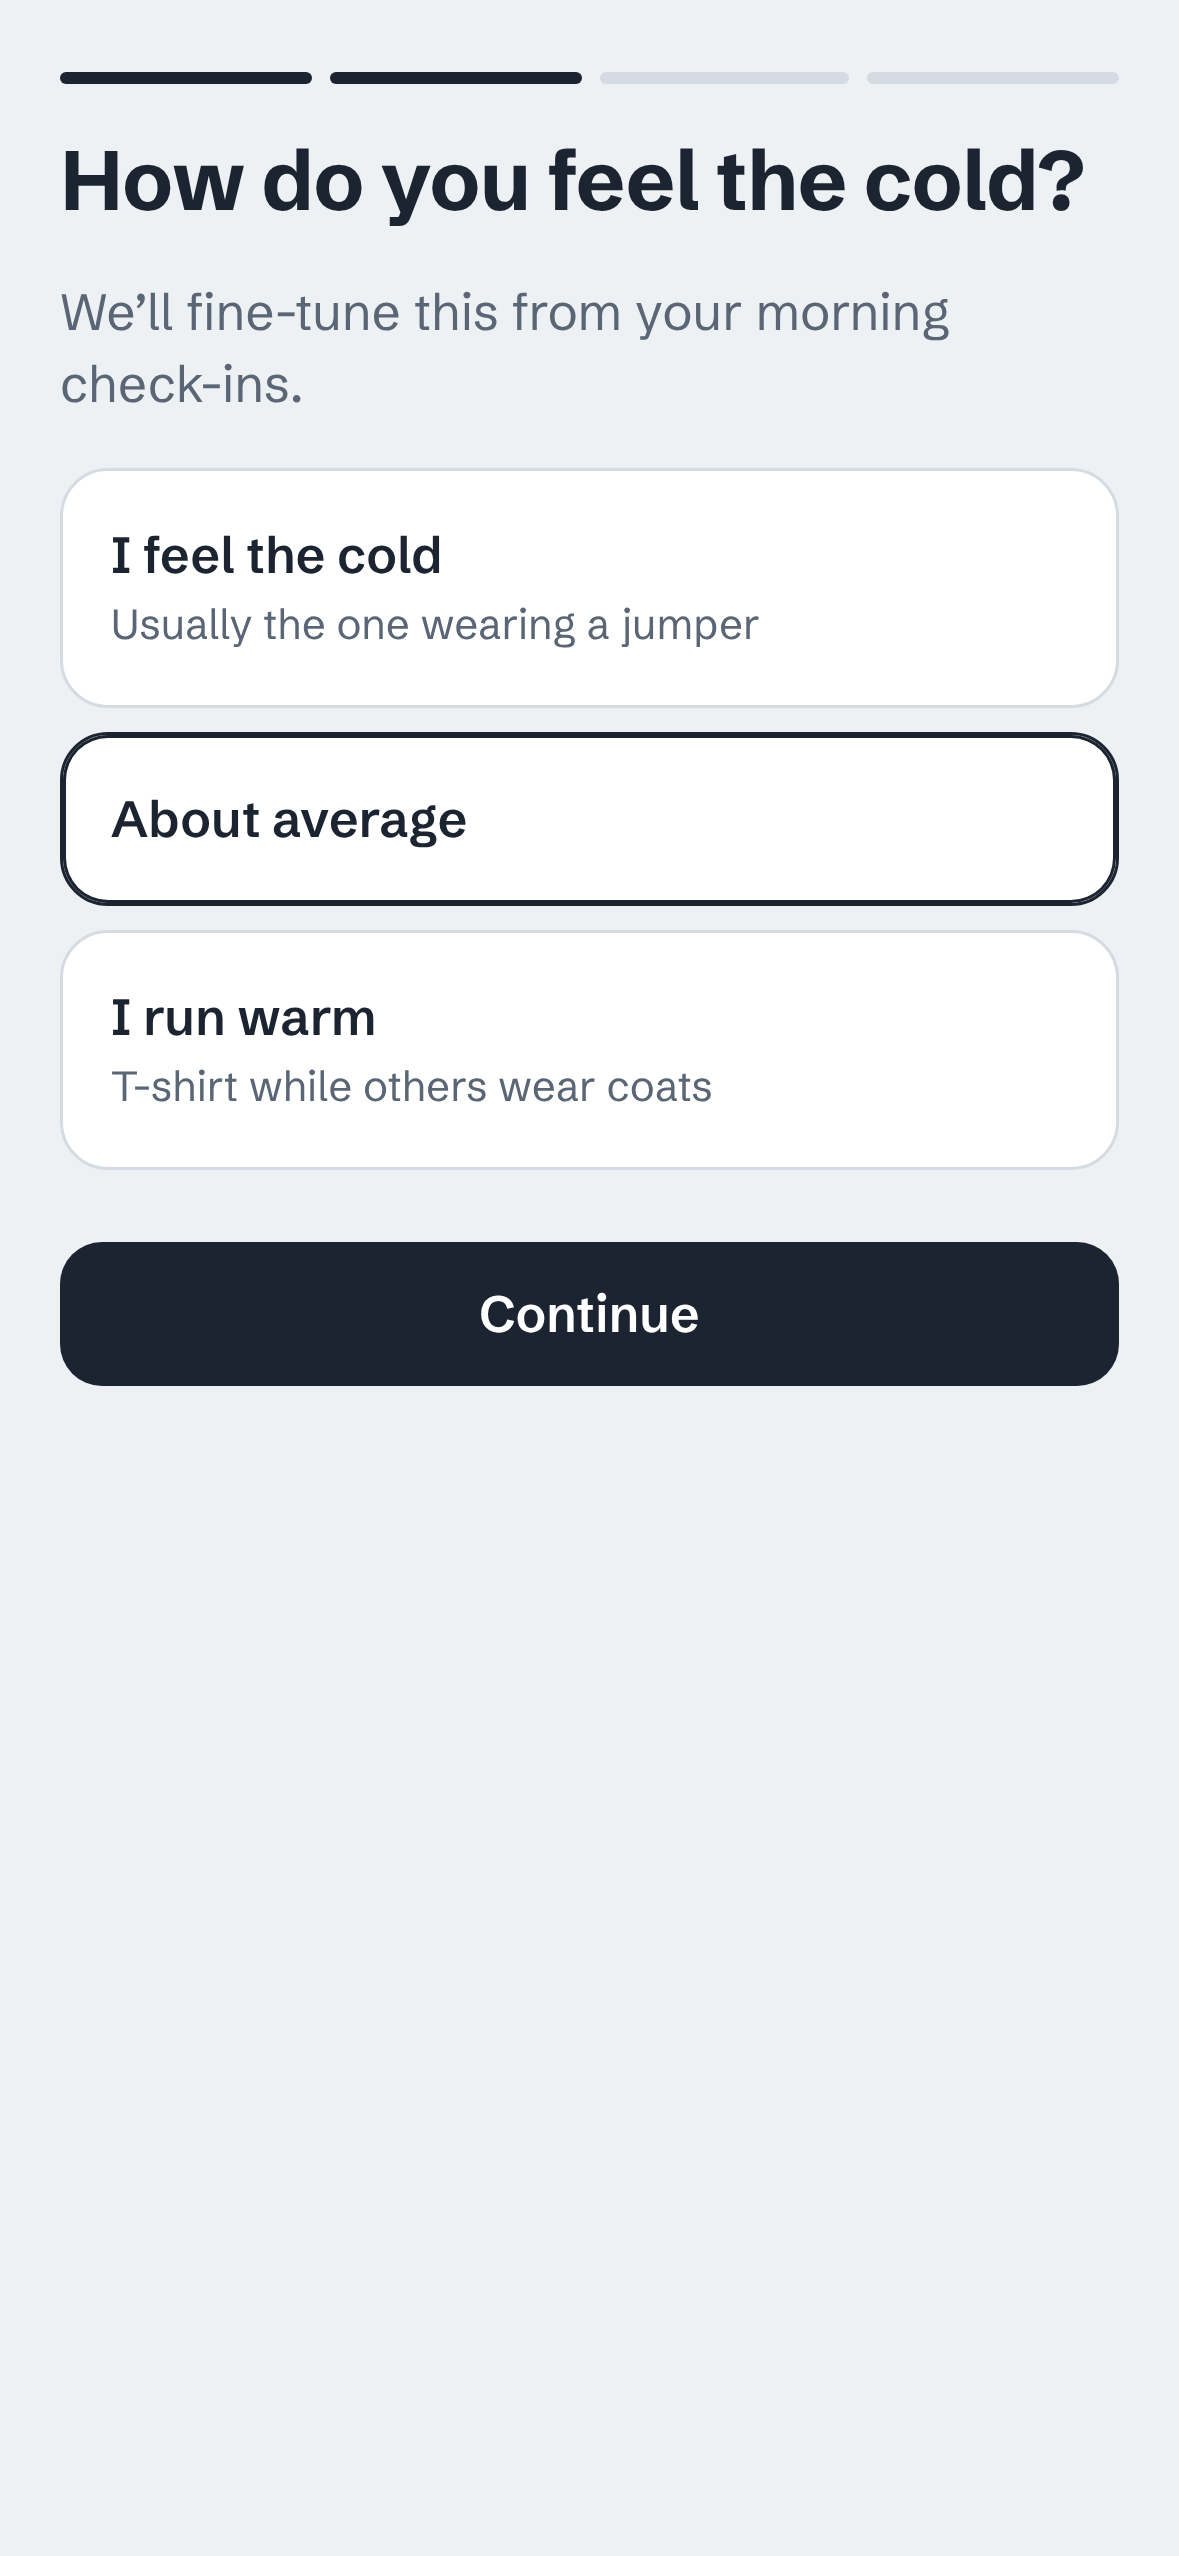 How do you feel the cold?
We’ll fine-tune this from your morning
check-ins.
I feel the cold
Usually the one wearing a jumper
About average
I run warm
T-shirt while others wear coats
Continue